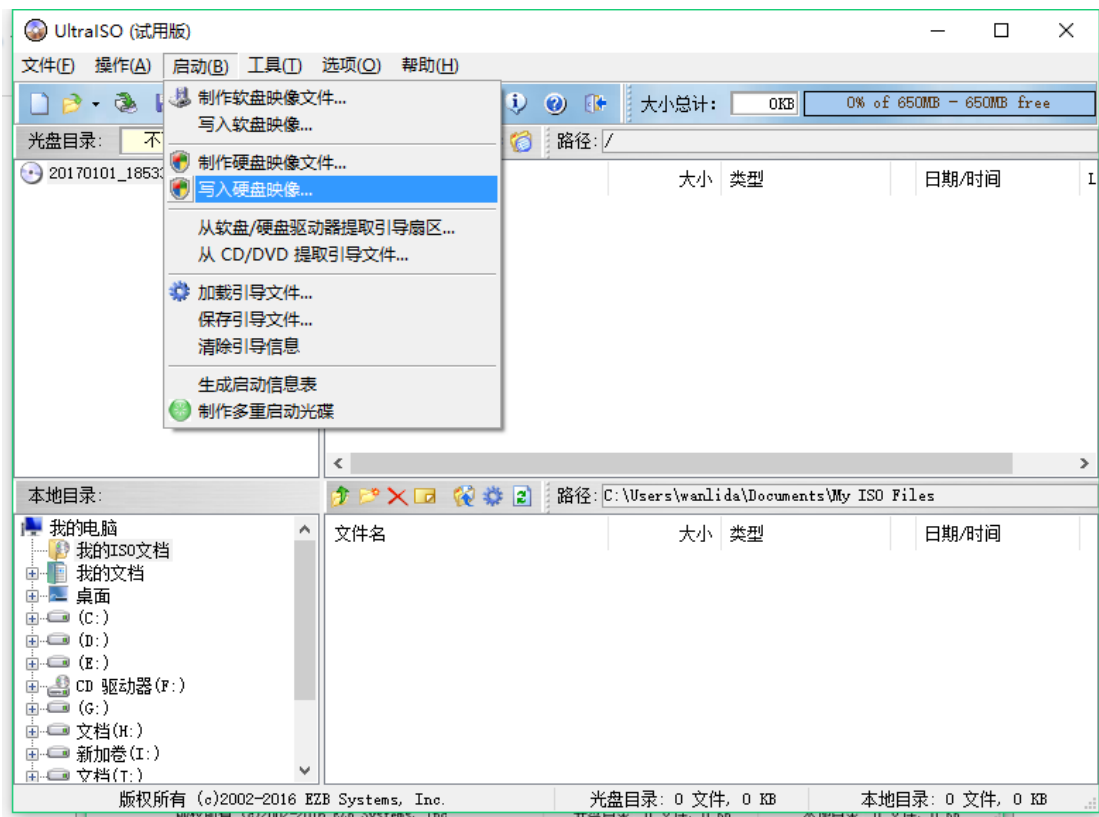 UltraISO (试用版)
文件(F) 操作(A) 启动(B) 工具(T) 选项(O) 帮助(H)
大小总计: 0KB 0% of 650MB - 650MB free
光盘目录: 不 路径: /
20170101_1853 大小 类型 日期/时间 L
制作软盘映像文件...
写入软盘映像...
制作硬盘映像文件...
写入硬盘映像...
从软盘/硬盘驱动器提取引导扇区...
从 CD/DVD 提取引导文件...
加载引导文件...
保存引导文件...
清除引导信息
生成启动信息表
制作多重启动光碟
本地目录: 路径: C:\Users\wanlida\Documents\My ISO Files
我的电脑 文件名 大小 类型 日期/时间
我的ISO文档
我的文档
桌面
(C:)
(D:)
(E:)
CD 驱动器(F:)
(G:)
文档(H:)
新加卷(I:)
版权所有 (c)2002-2016 EZB Systems, Inc. 光盘目录: 0 文件, 0 KB 本地目录: 0 文件, 0 KB